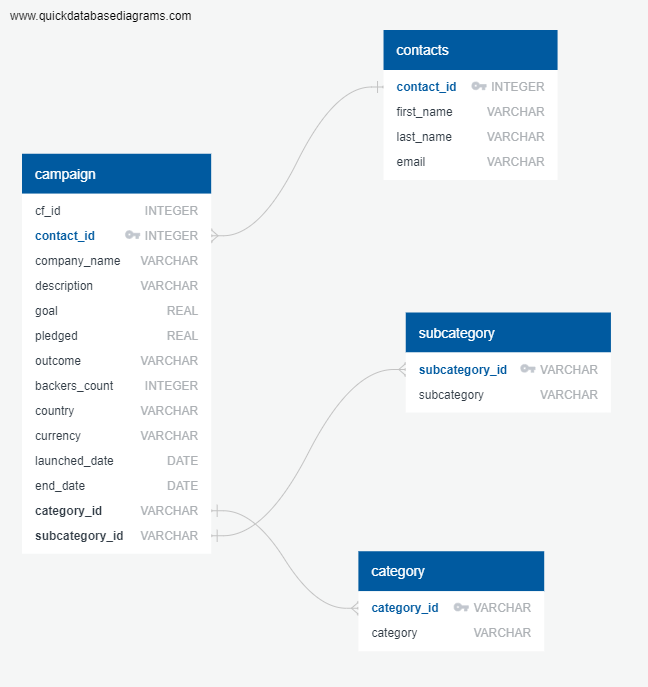 www.quickdatabasediagrams.com
contacts
contact_id INTEGER
first_name VARCHAR
last_name VARCHAR
email VARCHAR
campaign
cf_id INTEGER
contact_id INTEGER
company_name VARCHAR
description VARCHAR
goal REAL
pledged REAL
outcome VARCHAR
backers_count INTEGER
country VARCHAR
currency VARCHAR
launched_date DATE
end_date DATE
category_id VARCHAR
subcategory_id VARCHAR
subcategory
subcategory_id VARCHAR
subcategory VARCHAR
category
category_id VARCHAR
category VARCHAR